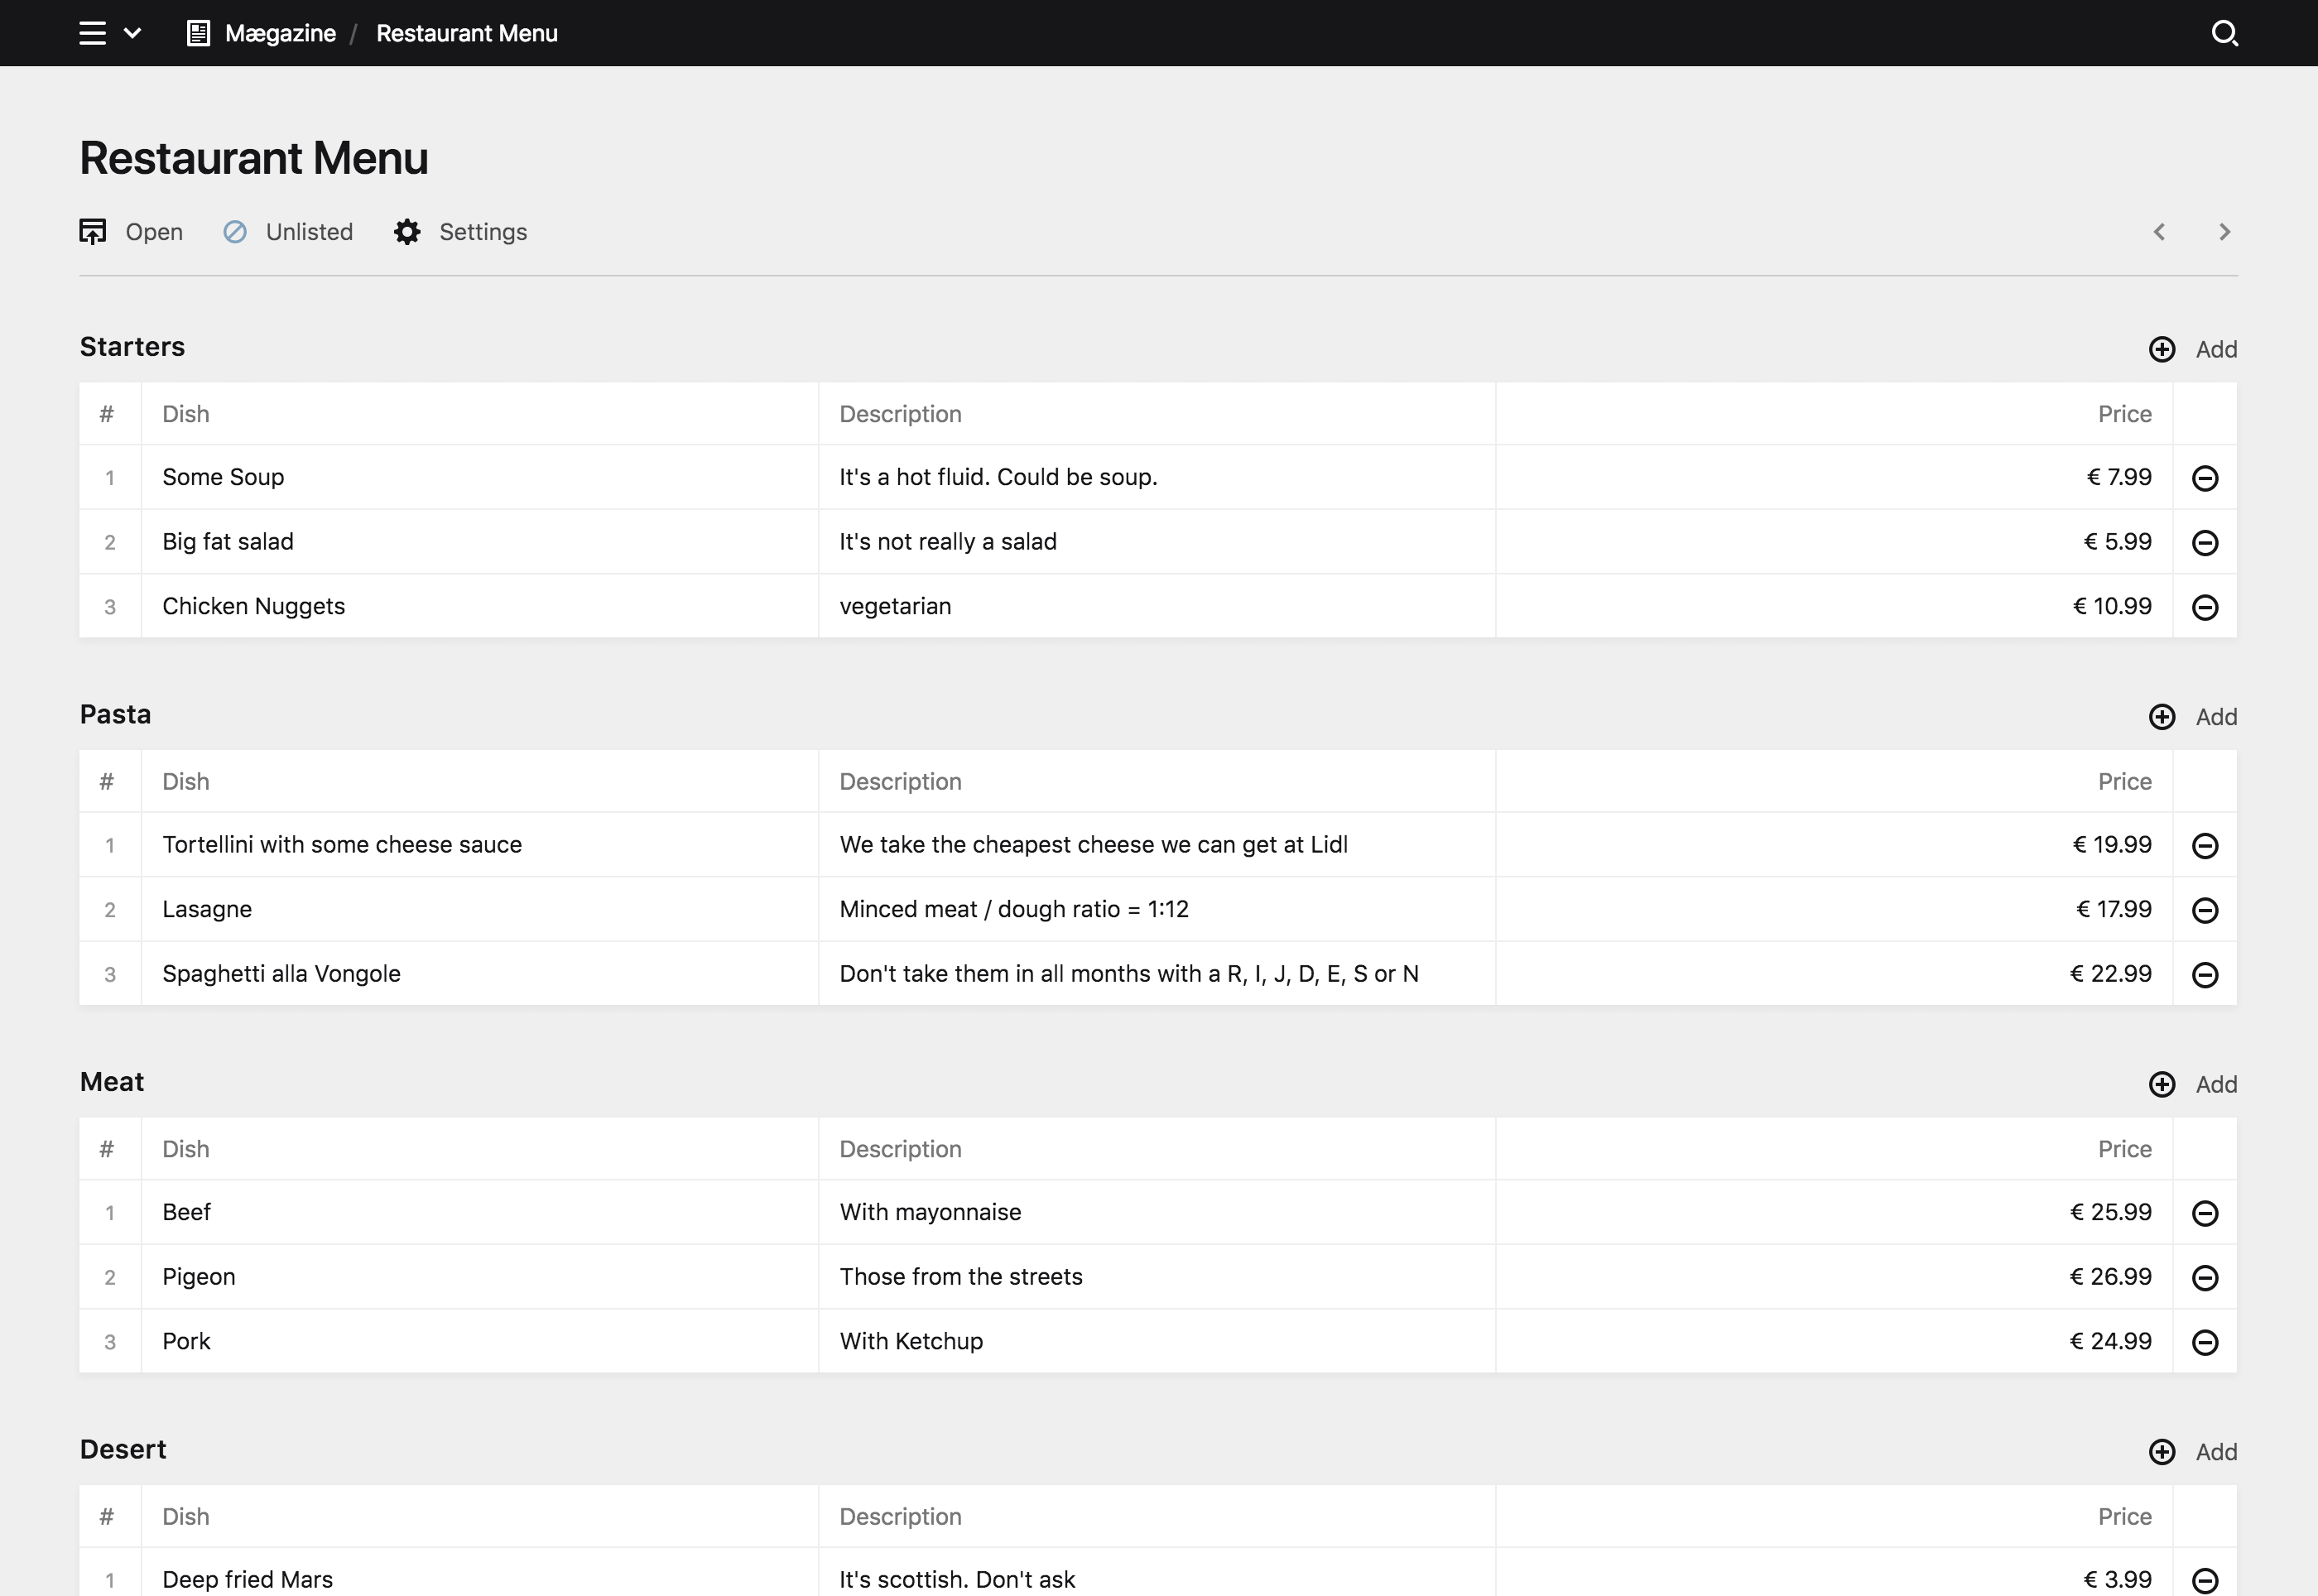 Mægazine / Restaurant Menu
Restaurant Menu
Open Unlisted Settings
Starters Add
# Dish Description Price
1 Some Soup It's a hot fluid. Could be soup. € 7.99
2 Big fat salad It's not really a salad € 5.99
3 Chicken Nuggets vegetarian € 10.99
Pasta Add
# Dish Description Price
1 Tortellini with some cheese sauce We take the cheapest cheese we can get at Lidl € 19.99
2 Lasagne Minced meat / dough ratio = 1:12 € 17.99
3 Spaghetti alla Vongole Don't take them in all months with a R, I, J, D, E, S or N € 22.99
Meat Add
# Dish Description Price
1 Beef With mayonnaise € 25.99
2 Pigeon Those from the streets € 26.99
3 Pork With Ketchup € 24.99
Desert Add
# Dish Description Price
1 Deep fried Mars It's scottish. Don't ask € 3.99